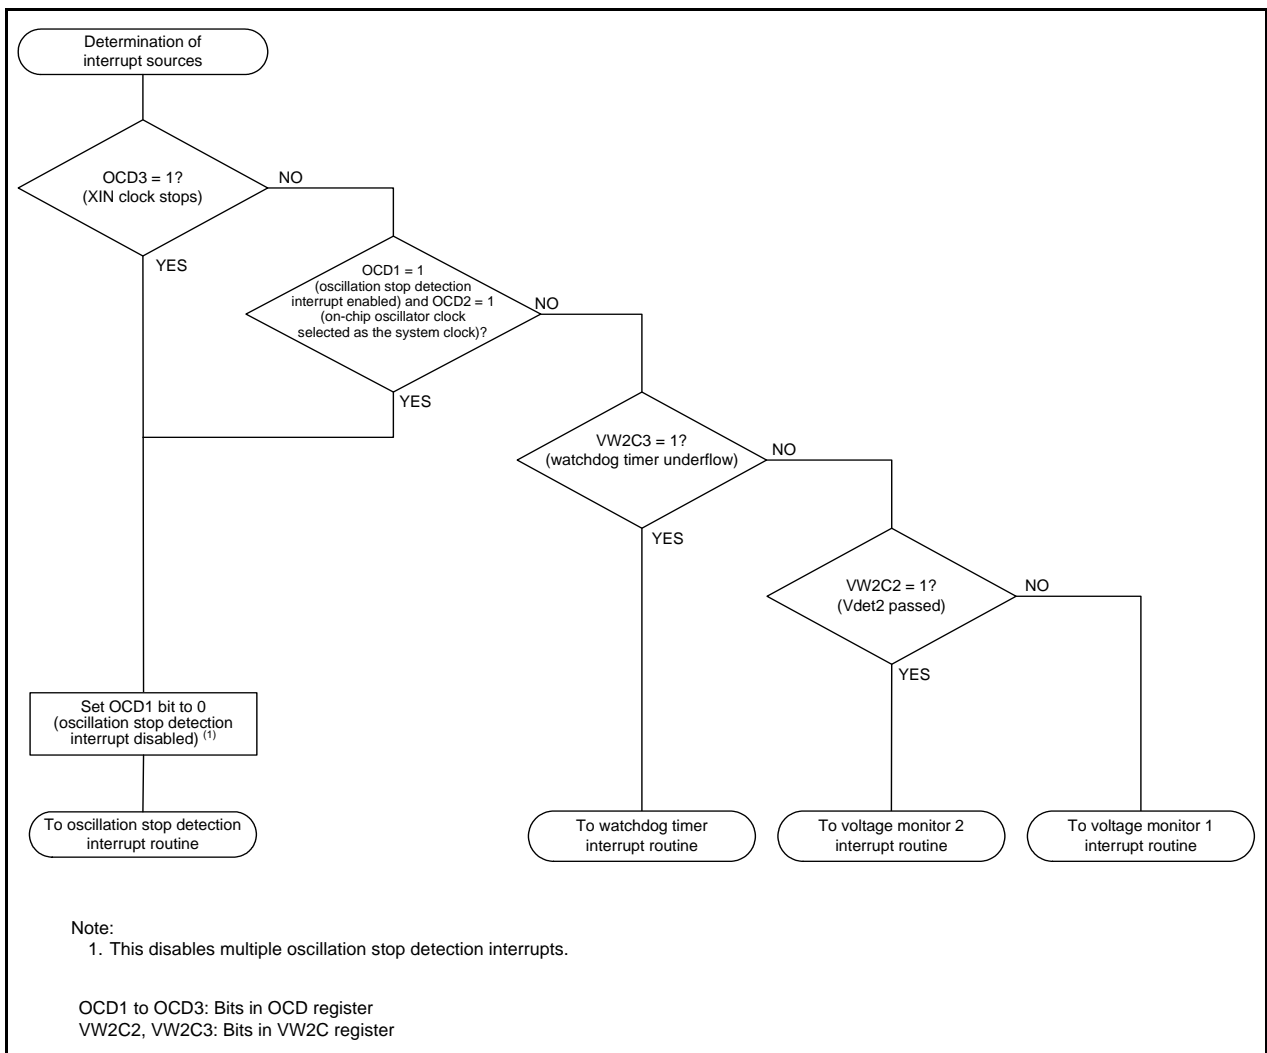 Determination of
interrupt sources
OCD3 = 1?
(XIN clock stops)
NO
YES
OCD1 = 1
(oscillation stop detection
interrupt enabled) and OCD2 = 1
(on-chip oscillator clock
selected as the system clock)?
NO
YES
VW2C3 = 1?
(watchdog timer underflow)
NO
YES
VW2C2 = 1?
(Vdet2 passed)
NO
YES
Set OCD1 bit to 0
(oscillation stop detection
interrupt disabled) (1)
To oscillation stop detection
interrupt routine
To watchdog timer
interrupt routine
To voltage monitor 2
interrupt routine
To voltage monitor 1
interrupt routine
Note:
1. This disables multiple oscillation stop detection interrupts.
OCD1 to OCD3: Bits in OCD register
VW2C2, VW2C3: Bits in VW2C register